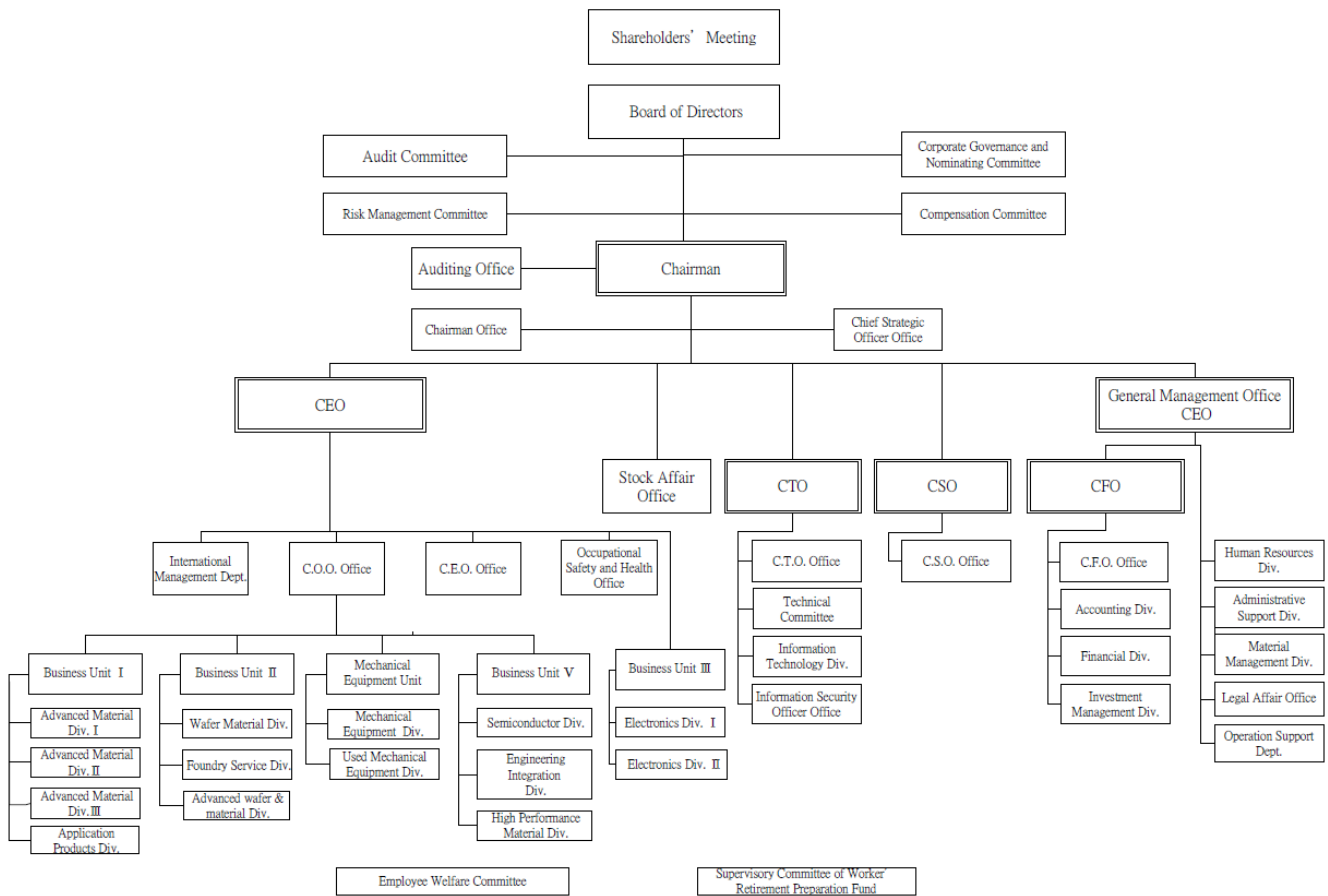 Shareholders’ Meeting
Board of Directors
Audit Committee
Corporate Governance and
Nominating Committee
Risk Management Committee
Compensation Committee
Auditing Office
Chairman
Chairman Office
Chief Strategic
Officer Office
CEO
General Management Office
CEO
Stock Affair
Office
CTO
CSO
CFO
International
Management Dept.
C.O.O. Office
C.E.O. Office
Occupational
Safety and Health
Office
C.T.O. Office
C.S.O. Office
C.F.O. Office
Human Resources
Div.
Technical
Committee
Accounting Div.
Administrative
Support Div.
Business Unit Ⅰ
Business Unit Ⅱ
Mechanical
Equipment Unit
Business Unit Ⅴ
Business Unit Ⅲ
Information
Technology Div.
Financial Div.
Material
Management Div.
Advanced Material
Div.Ⅰ
Wafer Material Div.
Mechanical
Equipment Div.
Semiconductor Div.
Electronics Div. Ⅰ
Information Security
Officer Office
Investment
Management Div.
Legal Affair Office
Advanced Material
Div.Ⅱ
Foundry Service Div.
Used Mechanical
Equipment Div.
Engineering
Integration
Div.
Electronics Div. Ⅱ
Operation Support
Dept.
Advanced Material
Div.Ⅲ
Advanced wafer &
material Div.
High Performance
Material Div.
Application
Products Div.
Employee Welfare Committee
Supervisory Committee of Worker’
Retirement Preparation Fund